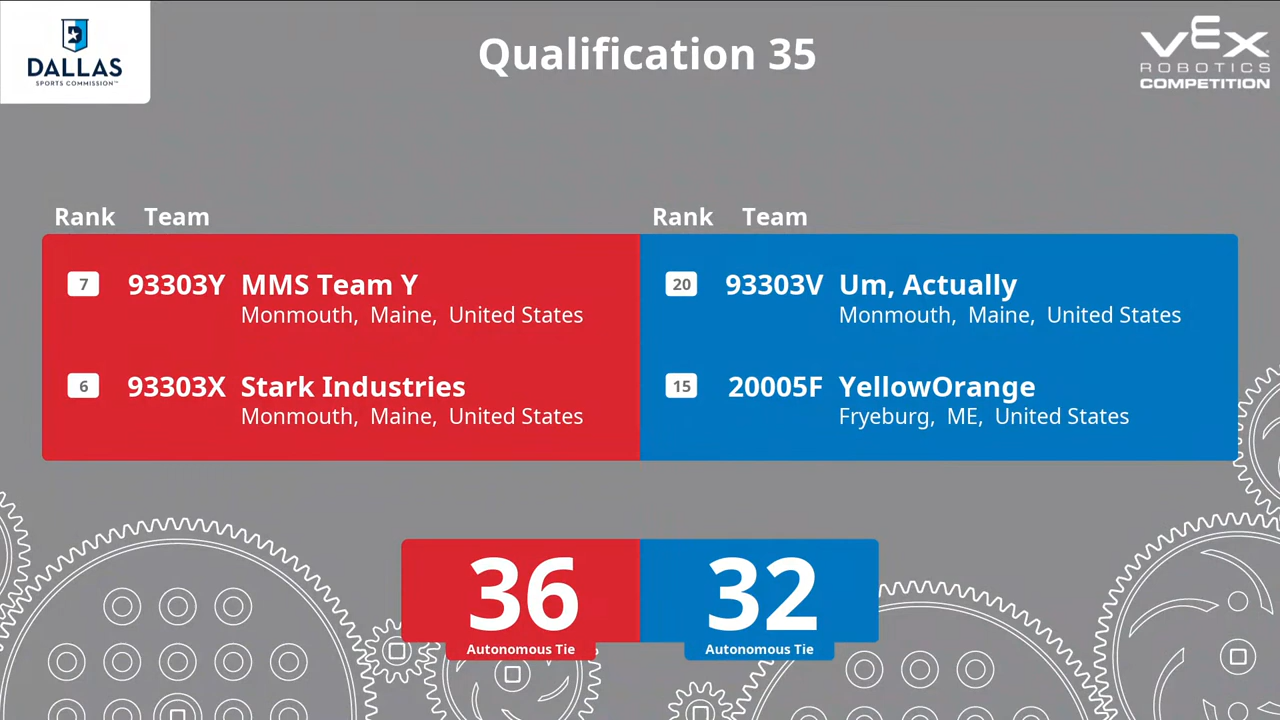 DALLAS
SPORTS COMMISSION™
Qualification 35
VEX
ROBOTICS
COMPETITION
Rank Team
Rank Team
7 93303Y MMS Team Y
Monmouth, Maine, United States
6 93303X Stark Industries
Monmouth, Maine, United States
20 93303V Um, Actually
Monmouth, Maine, United States
15 20005F YellowOrange
Fryeburg, ME, United States
36
Autonomous Tie
32
Autonomous Tie